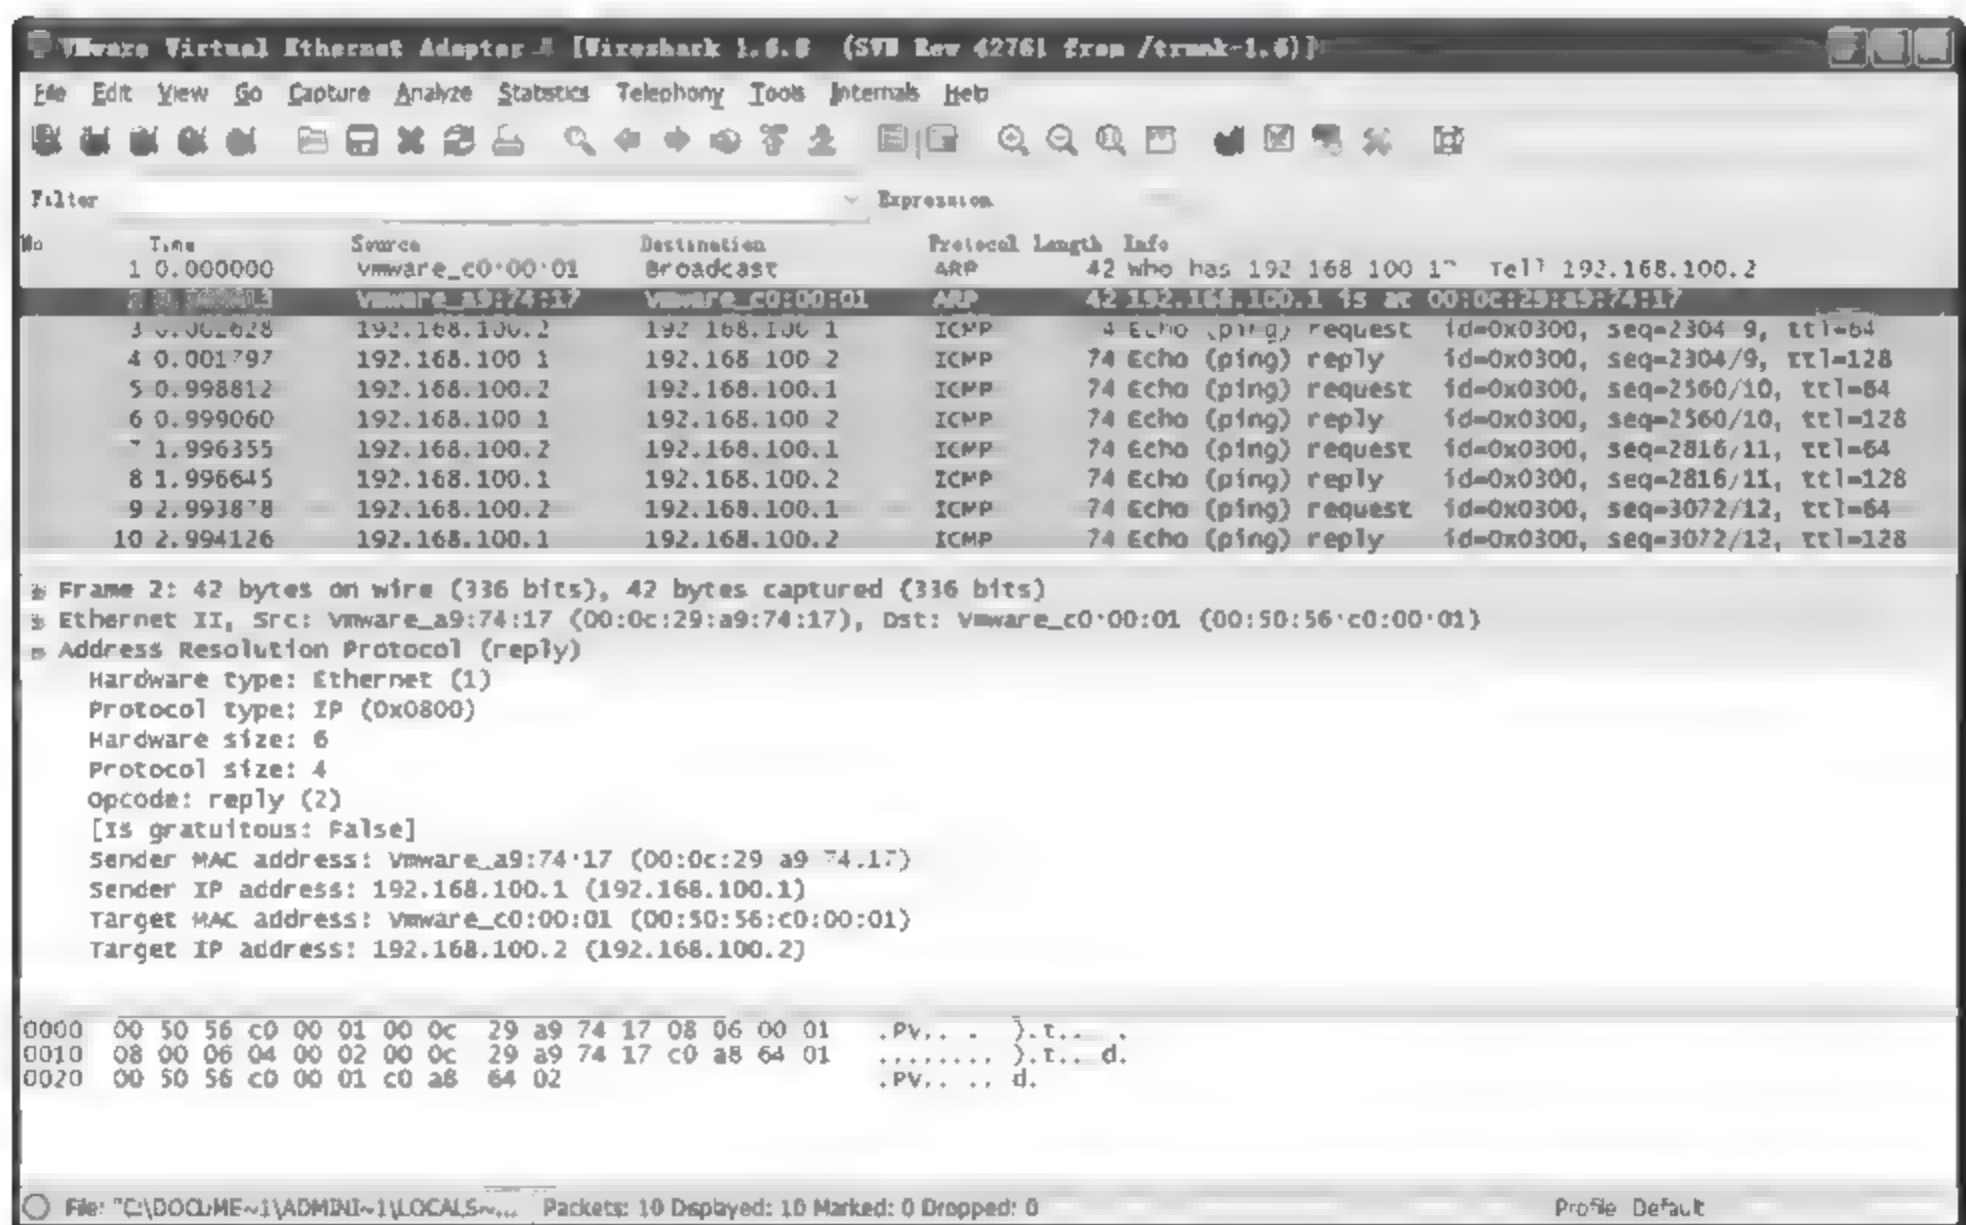 VMware Virtual Ethernet Adapter [Wireshark 1.6.8 (SVN Rev 42761 from /trunk-1.6)]
File Edit View Go Capture Analyze Statistics Telephony Tools Internals Help
Filter Expression
No Time Source Destination Protocol Length Info
1 0.000000 Vmware_c0:00:01 Broadcast ARP 42 who has 192 168 100 1? Tell 192.168.100.2
Vmware_a9:74:17 Vmware_c0:00:01 ARP 42 192.168.100.1 is at 00:0c:29:a9:74:17
3 0.001628 192.168.100.2 192.168.100 1 ICMP Echo (ping) request id=0x0300, seq=2304 9, ttl=64
4 0.001797 192.168.100 1 192.168.100 2 ICMP 74 Echo (ping) reply id=0x0300, seq=2304/9, ttl=128
5 0.998812 192.168.100.2 192.168.100.1 ICMP 74 Echo (ping) request id=0x0300, seq=2560/10, ttl=64
6 0.999060 192.168.100 1 192.168.100 2 ICMP 74 Echo (ping) reply id=0x0300, seq=2560/10, ttl=128
7 1.996355 192.168.100.2 192.168.100.1 ICMP 74 Echo (ping) request id=0x0300, seq=2816/11, ttl=64
8 1.996645 192.168.100.1 192.168.100.2 ICMP 74 Echo (ping) reply id=0x0300, seq=2816/11, ttl=128
9 2.993878 192.168.100.2 192.168.100.1 ICMP 74 Echo (ping) request id=0x0300, seq=3072/12, ttl=64
10 2.994126 192.168.100.1 192.168.100.2 ICMP 74 Echo (ping) reply id=0x0300, seq=3072/12, ttl=128
Frame 2: 42 bytes on wire (336 bits), 42 bytes captured (336 bits)
Ethernet II, Src: Vmware_a9:74:17 (00:0c:29:a9:74:17), Dst: Vmware_c0:00:01 (00:50:56:c0:00:01)
Address Resolution Protocol (reply)
Hardware type: Ethernet (1)
Protocol type: IP (0x0800)
Hardware size: 6
Protocol size: 4
Opcode: reply (2)
[Is gratuitous: False]
Sender MAC address: Vmware_a9:74:17 (00:0c:29 a9 74.17)
Sender IP address: 192.168.100.1 (192.168.100.1)
Target MAC address: Vmware_c0:00:01 (00:50:56:c0:00:01)
Target IP address: 192.168.100.2 (192.168.100.2)
0000 00 50 56 c0 00 01 00 0c 29 a9 74 17 08 06 00 01 .PV.. . ).t.. .
0010 08 00 06 04 00 02 00 0c 29 a9 74 17 c0 a8 64 01 ........ ).t.. d.
0020 00 50 56 c0 00 01 c0 a8 64 02 .PV.. .. d.
File: "C:\DOCUME~1\ADMINI~1\LOCALS~... Packets: 10 Displayed: 10 Marked: 0 Dropped: 0 Profile Default